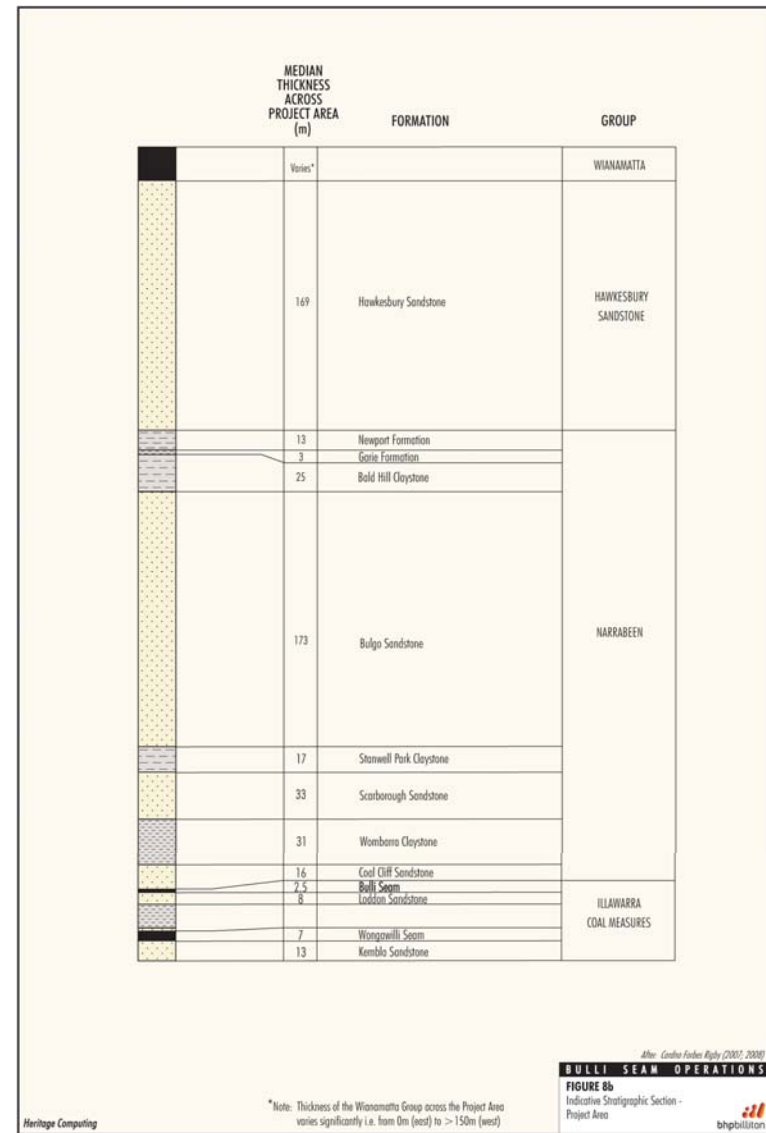 MEDIAN
THICKNESS
ACROSS
PROJECT AREA
(m)
FORMATION
GROUP
Varies*
WIANAMATTA
169
Hawkesbury Sandstone
HAWKESBURY
SANDSTONE
13
Newport Formation
3
Garie Formation
25
Bald Hill Claystone
173
Bulgo Sandstone
NARRABEEN
17
Stanwell Park Claystone
33
Scarborough Sandstone
31
Wombarra Claystone
16
Coal Cliff Sandstone
2.5
Bulli Seam
8
Loddon Sandstone
ILLAWARRA
COAL MEASURES
7
Wongawilli Seam
13
Kembla Sandstone
After: Cardno Forbes Rigby (2007, 2008)
BULLI SEAM OPERATIONS
FIGURE 8b
Indicative Stratigraphic Section -
Project Area
bhpbilliton
*Note: Thickness of the Wianamatta Group across the Project Area
varies significantly i.e. from 0m (east) to > 150m (west)
Heritage Computing